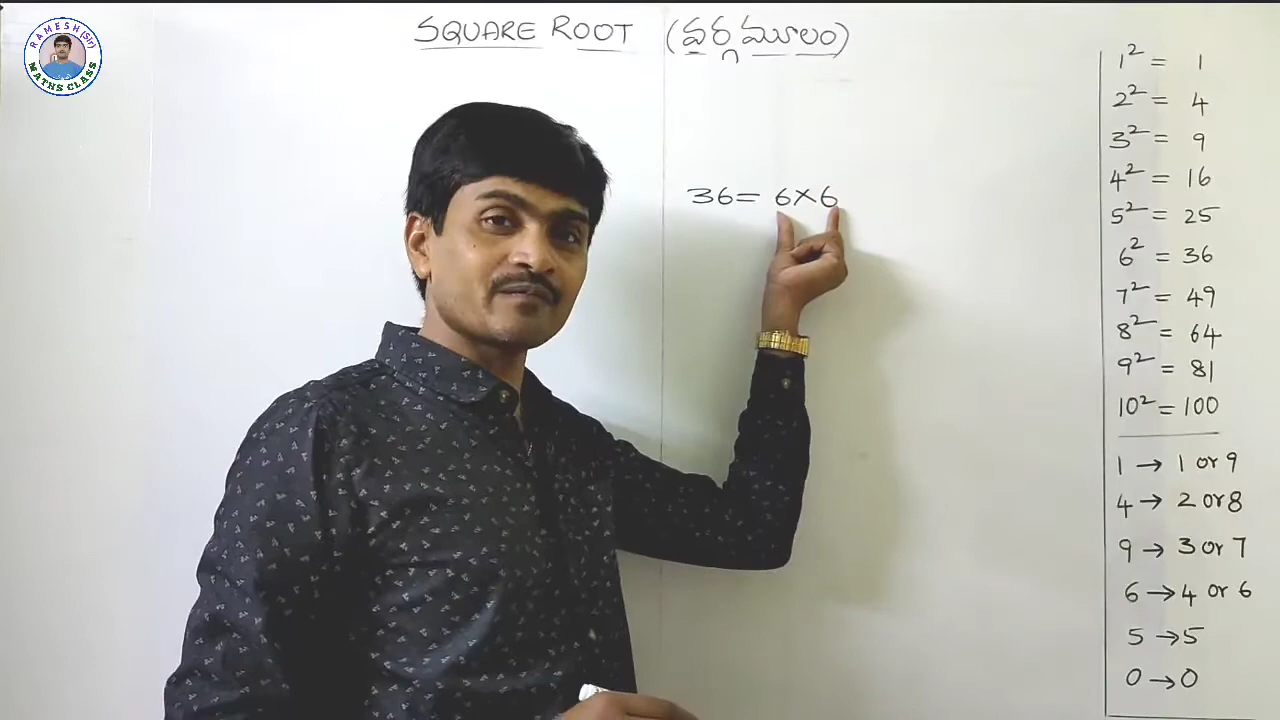 RAMESH (Sir)
MATHS CLASS
SQUARE ROOT (వర్గమూలం)
36 = 6×6
1² = 1
2² = 4
3² = 9
4² = 16
5² = 25
6² = 36
7² = 49
8² = 64
9² = 81
10² = 100
1 → 1 or 9
4 → 2 or 8
9 → 3 or 7
6 → 4 or 6
5 → 5
0 → 0